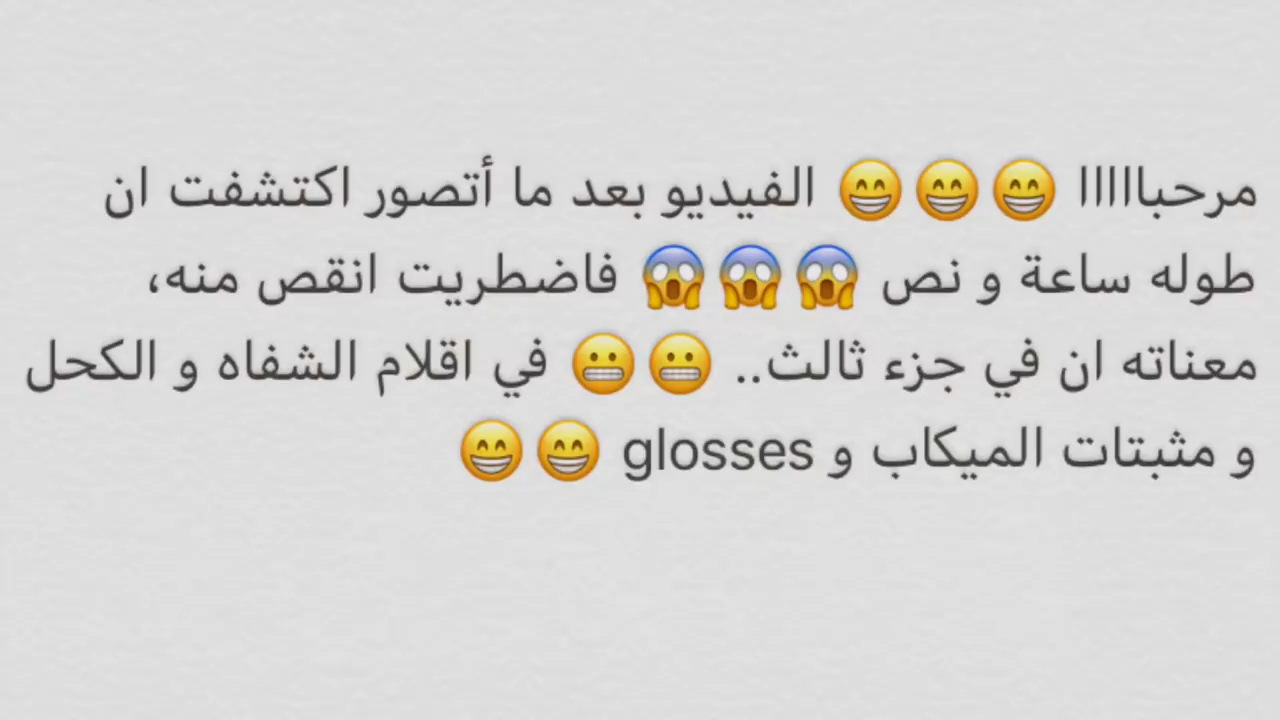 مرحباااااا 😁😁😁 الفيديو بعد ما أتصور اكتشفت ان
طوله ساعة و نص 😱😱😱 فاضطريت انقص منه،
معناته ان في جزء ثالث.. 😬😬 في اقلام الشفاه و الكحل
و مثبتات الميكاب و glosses 😁😁